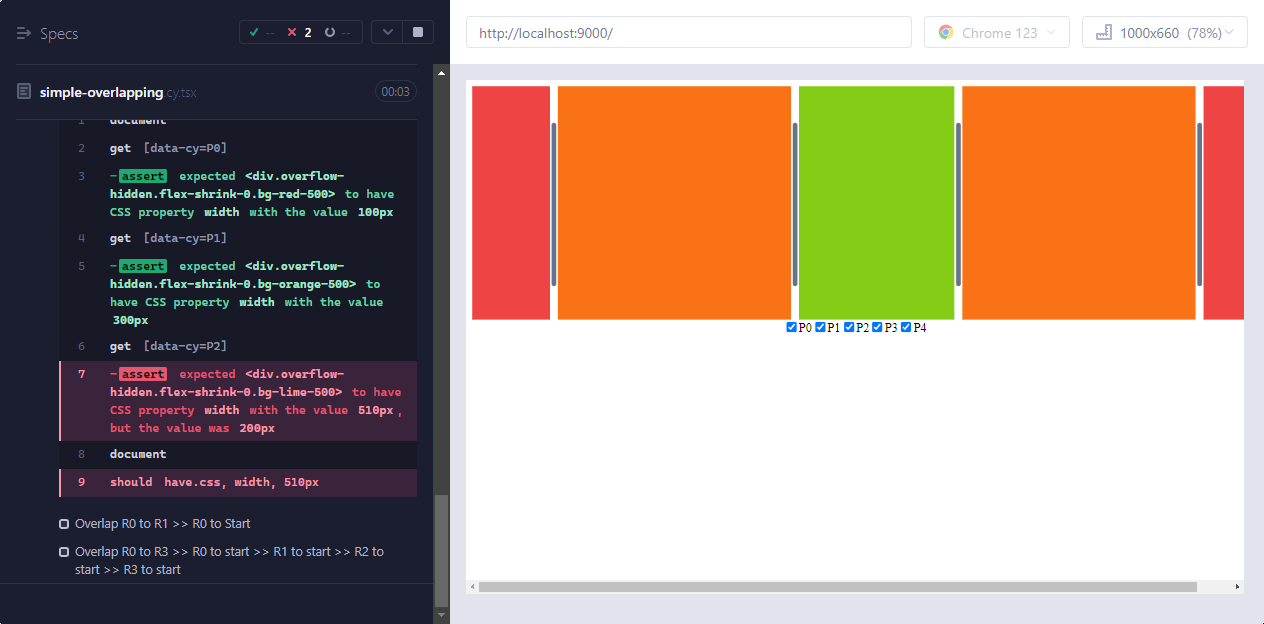 Specs
-- 2 --
http://localhost:9000/
Chrome 123
1000x660 (78%)
simple-overlapping.cy.tsx
00:03
1 document
2 get [data-cy=P0]
3 -assert expected <div.overflow-
hidden.flex-shrink-0.bg-red-500> to have
CSS property width with the value 100px
4 get [data-cy=P1]
5 -assert expected <div.overflow-
hidden.flex-shrink-0.bg-orange-500> to
have CSS property width with the value
300px
6 get [data-cy=P2]
7 -assert expected <div.overflow-
hidden.flex-shrink-0.bg-lime-500> to have
CSS property width with the value 510px,
but the value was 200px
8 document
9 should have.css, width, 510px
Overlap R0 to R1 >> R0 to Start
Overlap R0 to R3 >> R0 to start >> R1 to start >> R2 to
start >> R3 to start
P0 P1 P2 P3 P4